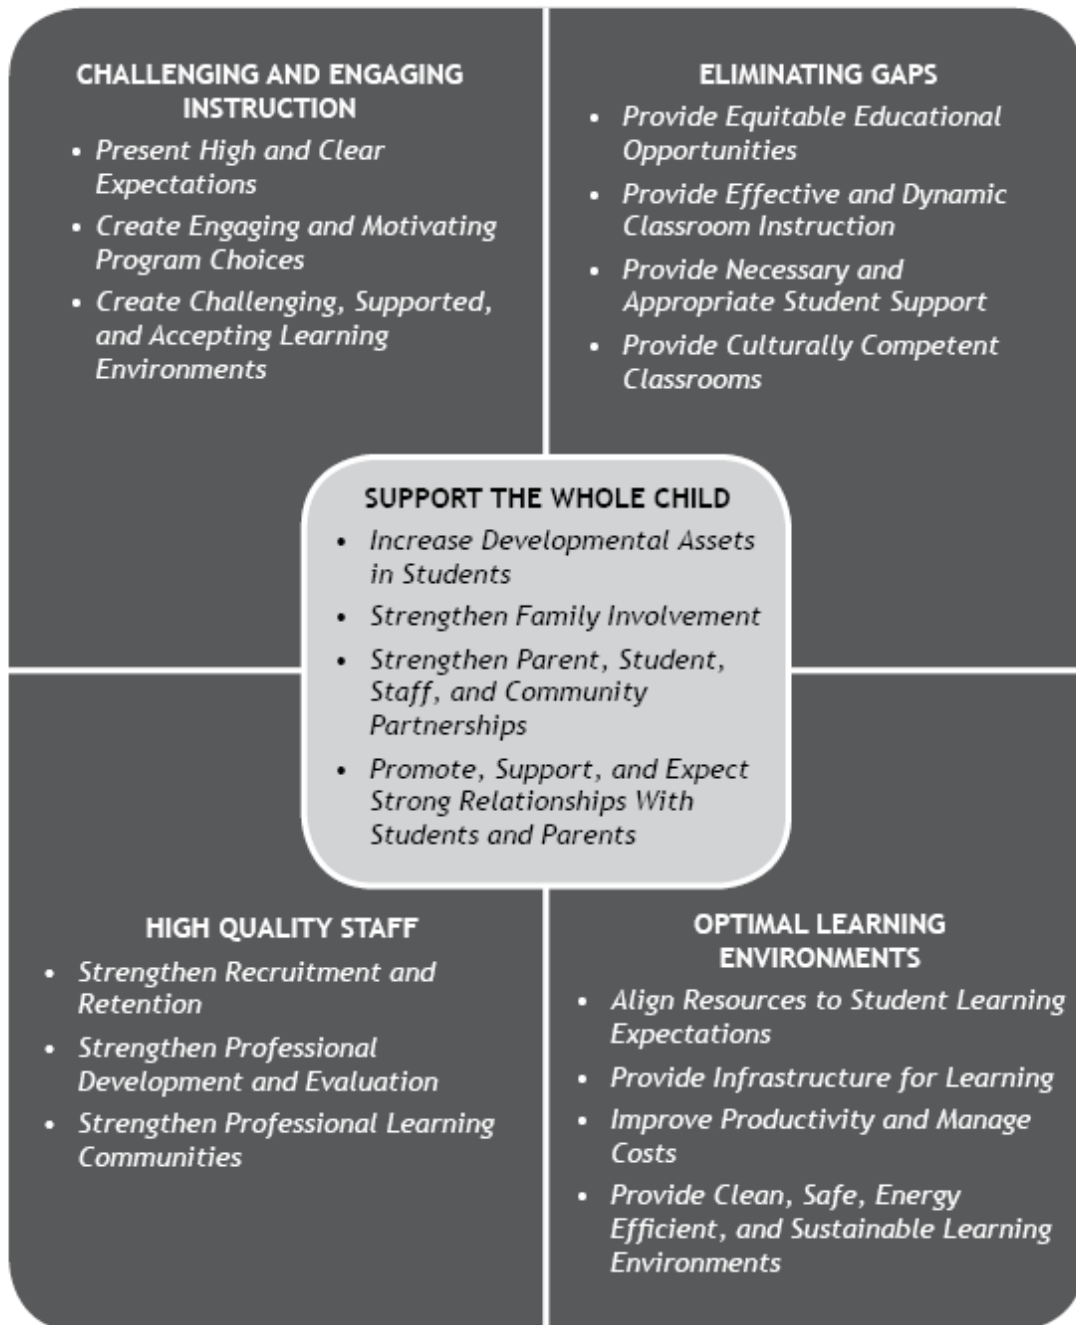 CHALLENGING AND ENGAGING
INSTRUCTION
• Present High and Clear
Expectations
• Create Engaging and Motivating
Program Choices
• Create Challenging, Supported,
and Accepting Learning
Environments
ELIMINATING GAPS
• Provide Equitable Educational
Opportunities
• Provide Effective and Dynamic
Classroom Instruction
• Provide Necessary and
Appropriate Student Support
• Provide Culturally Competent
Classrooms
SUPPORT THE WHOLE CHILD
• Increase Developmental Assets
in Students
• Strengthen Family Involvement
• Strengthen Parent, Student,
Staff, and Community
Partnerships
• Promote, Support, and Expect
Strong Relationships With
Students and Parents
HIGH QUALITY STAFF
• Strengthen Recruitment and
Retention
• Strengthen Professional
Development and Evaluation
• Strengthen Professional Learning
Communities
OPTIMAL LEARNING
ENVIRONMENTS
• Align Resources to Student Learning
Expectations
• Provide Infrastructure for Learning
• Improve Productivity and Manage
Costs
• Provide Clean, Safe, Energy
Efficient, and Sustainable Learning
Environments